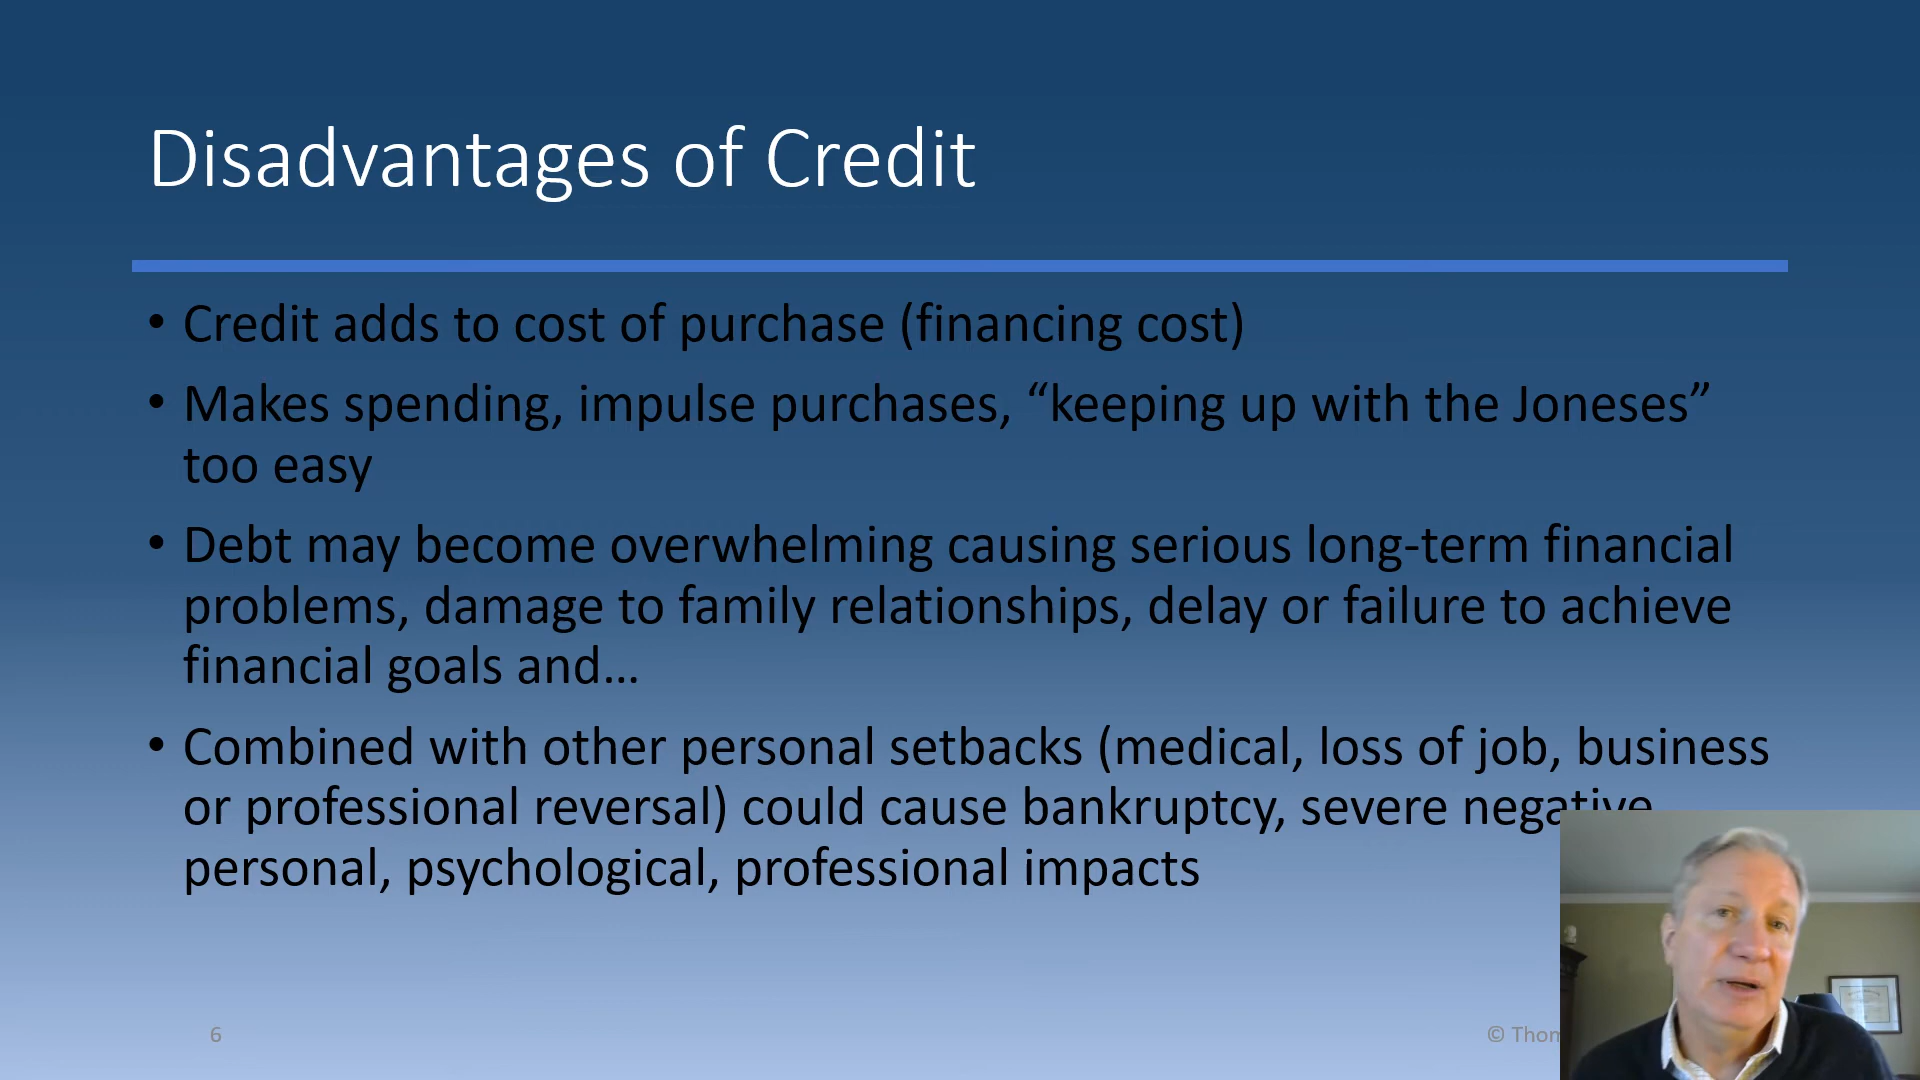 Disadvantages of Credit
• Credit adds to cost of purchase (financing cost)
• Makes spending, impulse purchases, “keeping up with the Joneses”
too easy
• Debt may become overwhelming causing serious long-term financial
problems, damage to family relationships, delay or failure to achieve
financial goals and…
• Combined with other personal setbacks (medical, loss of job, business
or professional reversal) could cause bankruptcy, severe negative
personal, psychological, professional impacts
6
©